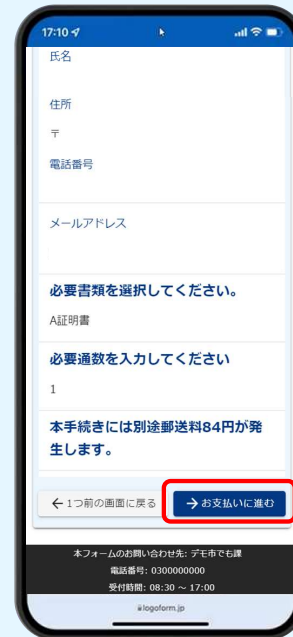 17:10
氏名
住所
〒
電話番号
メールアドレス
必要書類を選択してください。
A証明書
必要通数を入力してください
1
本手続きには別途郵送料84円が発
生します。
← 1つ前の画面に戻る
→ お支払いに進む
本フォームのお問い合わせ先: デモ市でも課
電話番号: 0300000000
受付時間: 08:30 ～ 17:00
logoform.jp